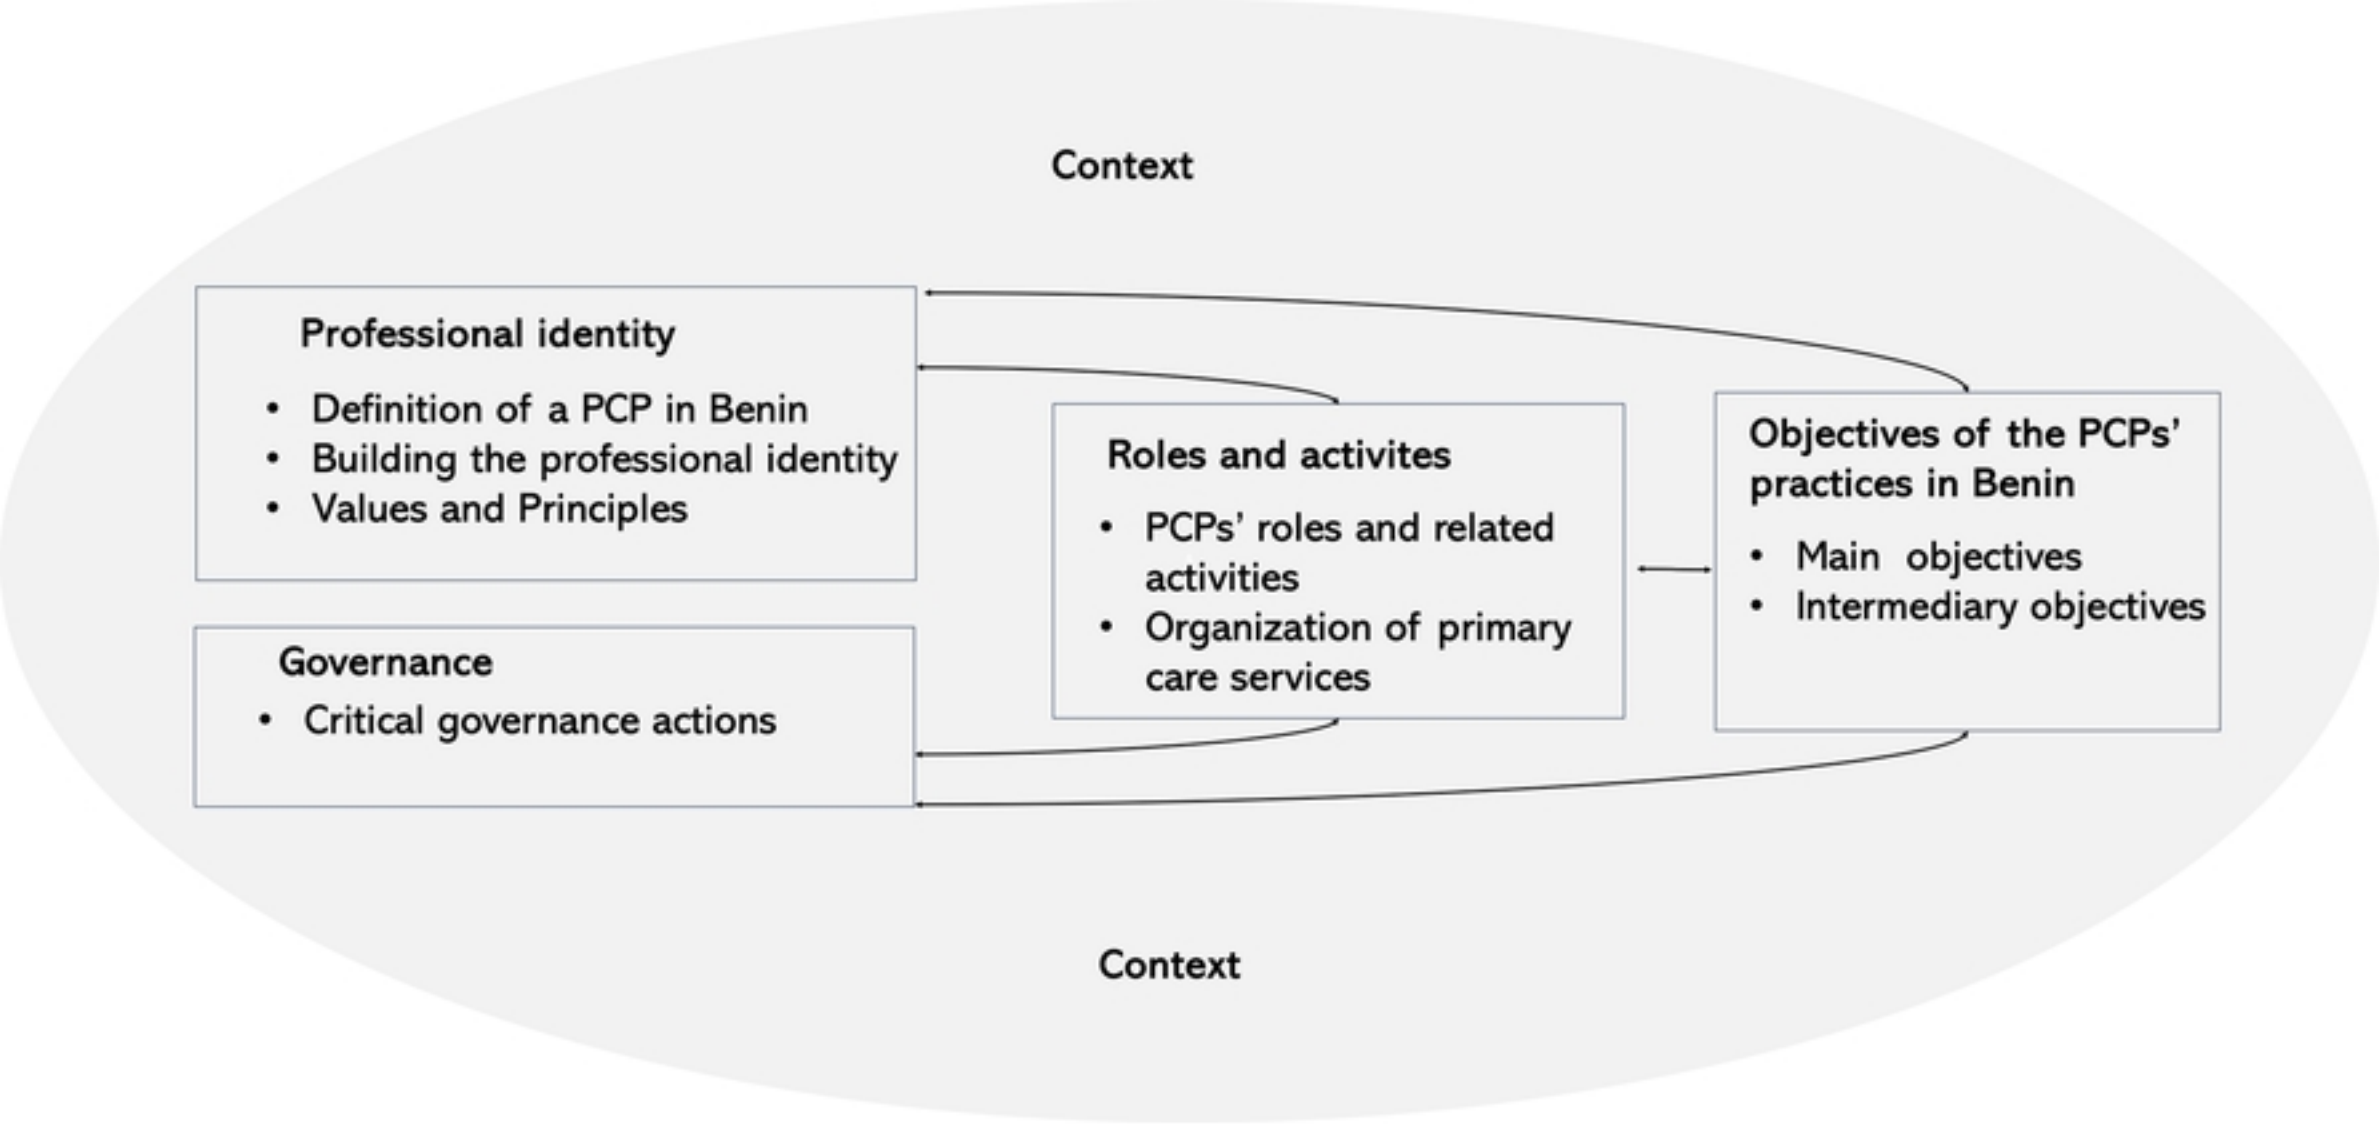 Context
Professional identity
• Definition of a PCP in Benin
• Building the professional identity
• Values and Principles
Governance
• Critical governance actions
Roles and activites
• PCPs’ roles and related
activities
• Organization of primary
care services
Objectives of the PCPs’
practices in Benin
• Main objectives
• Intermediary objectives
Context